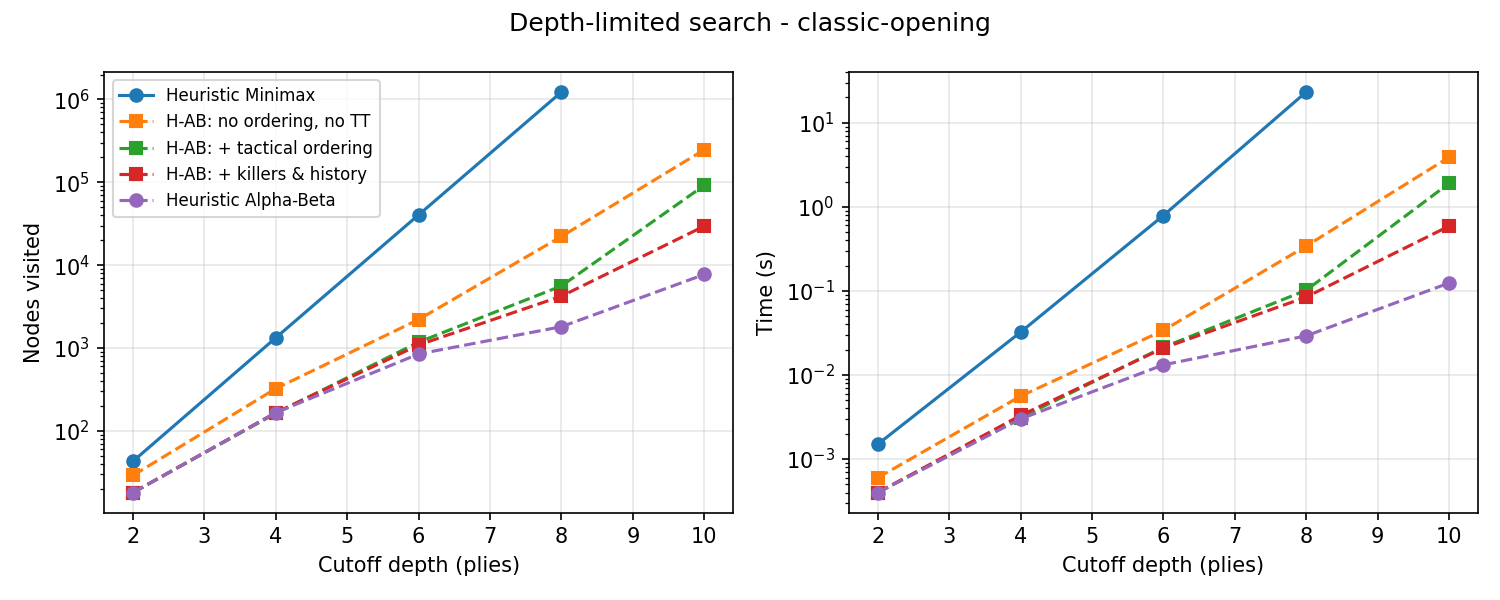 Depth-limited search - classic-opening
Nodes visited
10^6
10^5
10^4
10^3
10^2
Heuristic Minimax
H-AB: no ordering, no TT
H-AB: + tactical ordering
H-AB: + killers & history
Heuristic Alpha-Beta
2 3 4 5 6 7 8 9 10
Cutoff depth (plies)
Time (s)
10^1
10^0
10^−1
10^−2
10^−3
2 3 4 5 6 7 8 9 10
Cutoff depth (plies)